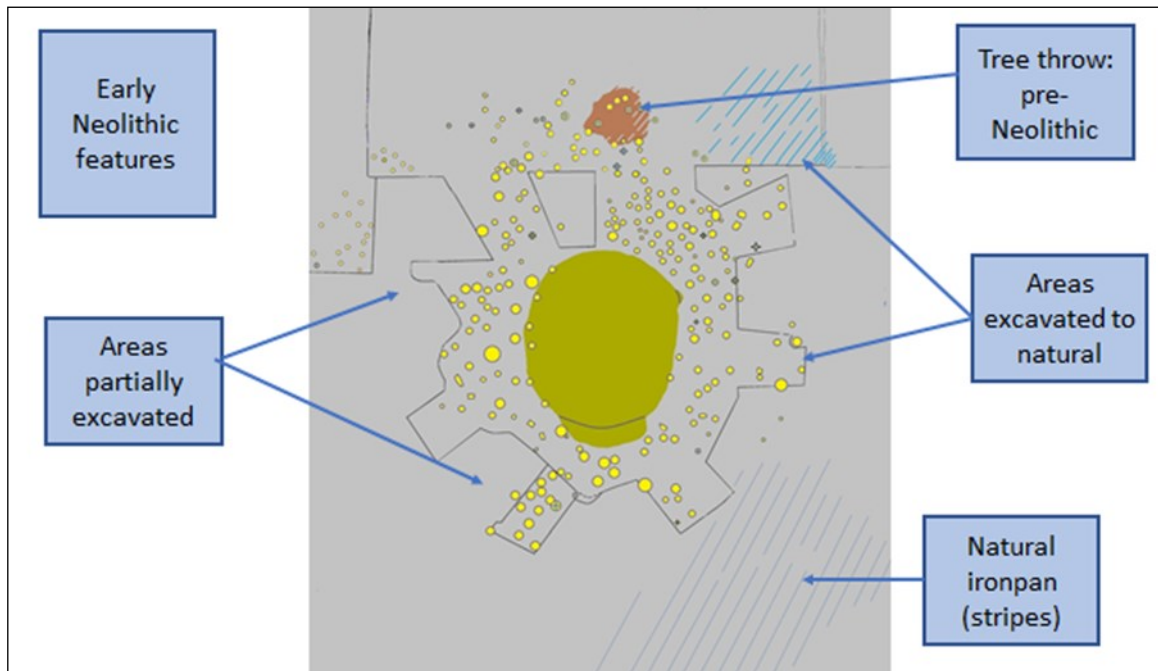 Early
Neolithic
features
Tree throw:
pre-
Neolithic
Areas
partially
excavated
Areas
excavated to
natural
Natural
ironpan
(stripes)